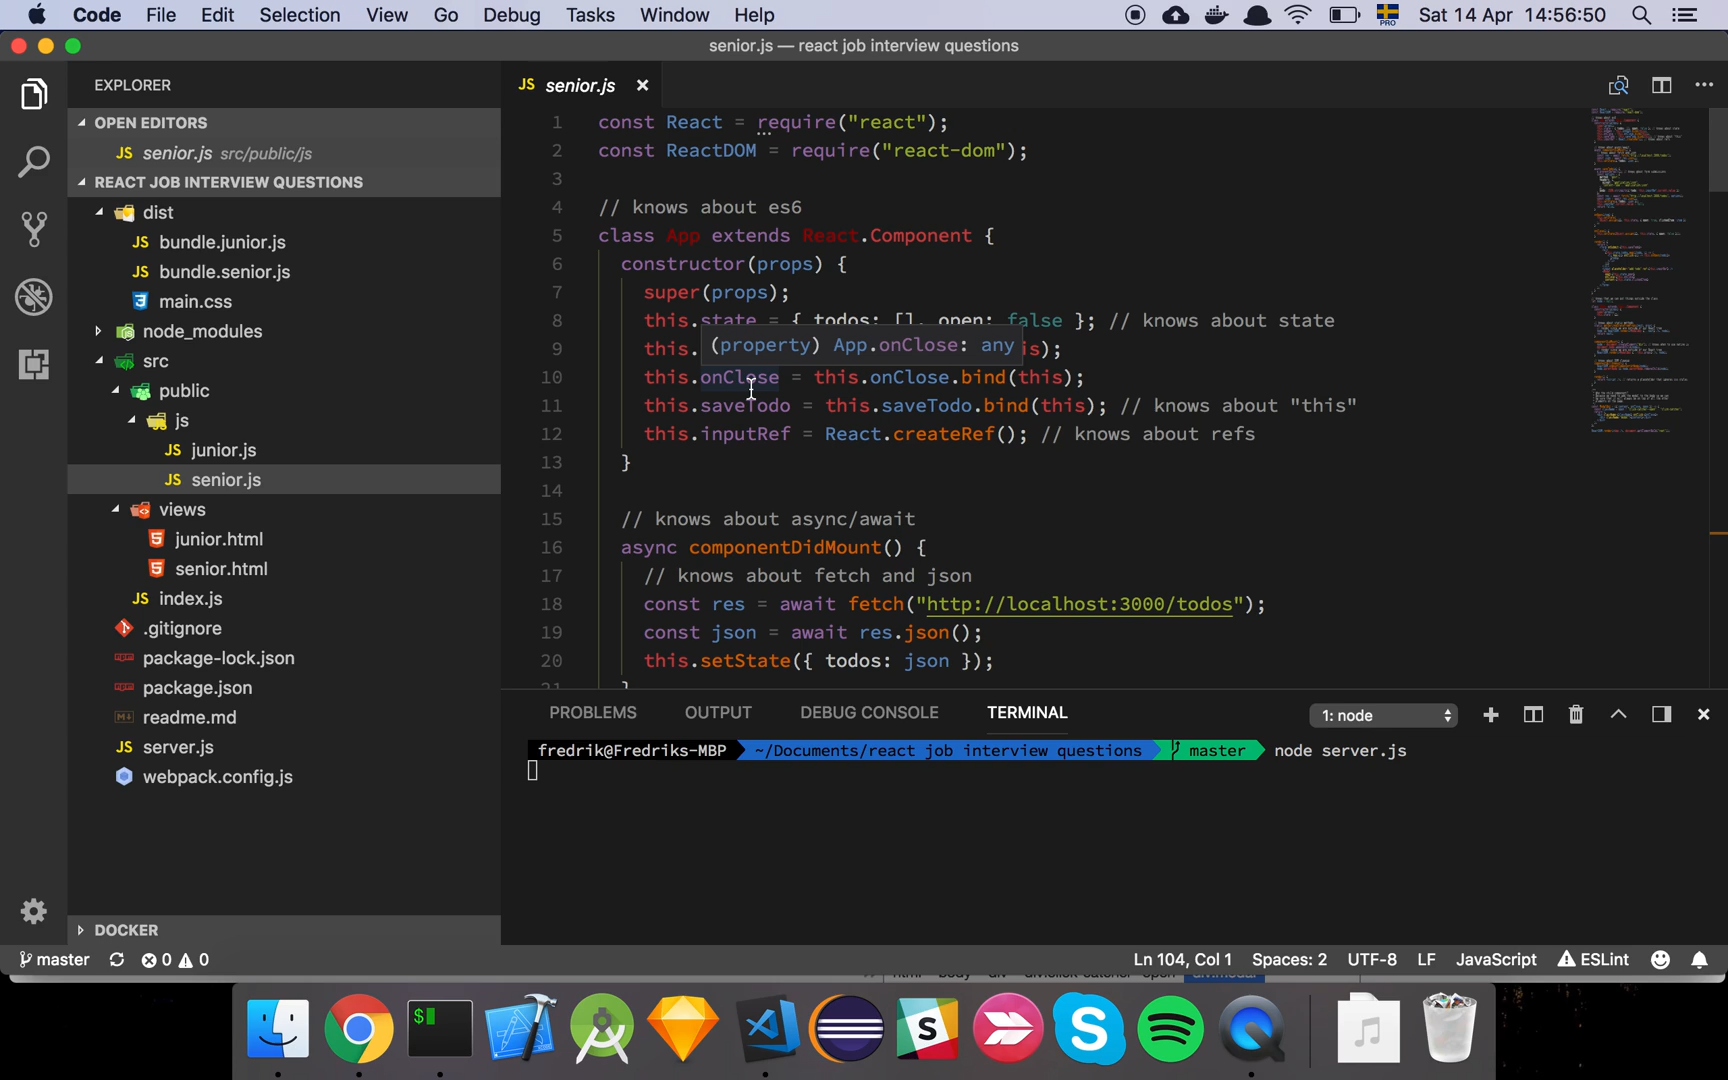 Code File Edit Selection View Go Debug Tasks Window Help PRO Sat 14 Apr 14:56:50
senior.js — react job interview questions
EXPLORER
OPEN EDITORS
JS senior.js src/public/js
REACT JOB INTERVIEW QUESTIONS
dist
JS bundle.junior.js
JS bundle.senior.js
main.css
node_modules
src
public
js
JS junior.js
JS senior.js
views
junior.html
senior.html
JS index.js
.gitignore
package-lock.json
package.json
readme.md
JS server.js
webpack.config.js
DOCKER
JS senior.js
1 const React = require("react");
2 const ReactDOM = require("react-dom");
3
4 // knows about es6
5 class App extends React.Component {
6 constructor(props) {
7 super(props);
8 this.state = { todos: [], open: false }; // knows about state
(property) App.onClose: any
9 this. is);
10 this.onClose = this.onClose.bind(this);
11 this.saveTodo = this.saveTodo.bind(this); // knows about "this"
12 this.inputRef = React.createRef(); // knows about refs
13 }
14
15 // knows about async/await
16 async componentDidMount() {
17 // knows about fetch and json
18 const res = await fetch("http://localhost:3000/todos");
19 const json = await res.json();
20 this.setState({ todos: json });
21 }
PROBLEMS OUTPUT DEBUG CONSOLE TERMINAL 1: node
fredrik@Fredriks-MBP ~/Documents/react job interview questions master node server.js
master 0 0 Ln 104, Col 1 Spaces: 2 UTF-8 LF JavaScript ESLint
$
S